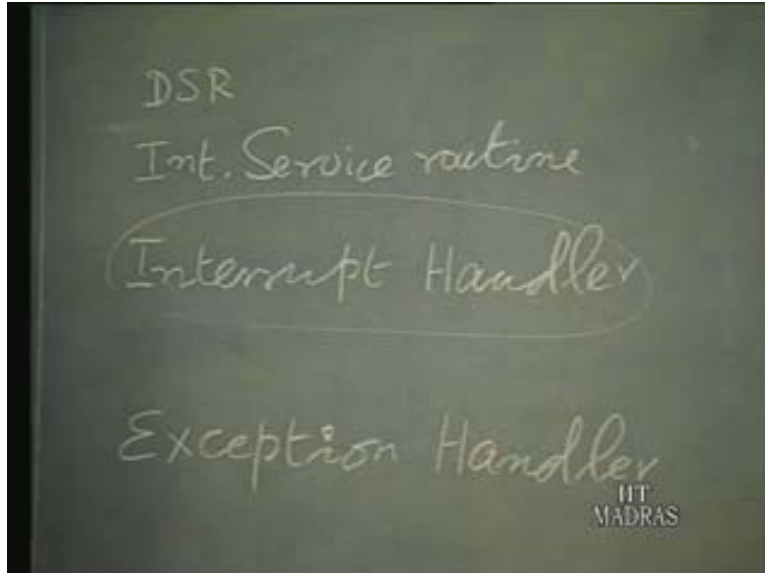 DSR
Int. Service routine
Interrupt Handler
Exception Handler
IIT
MADRAS